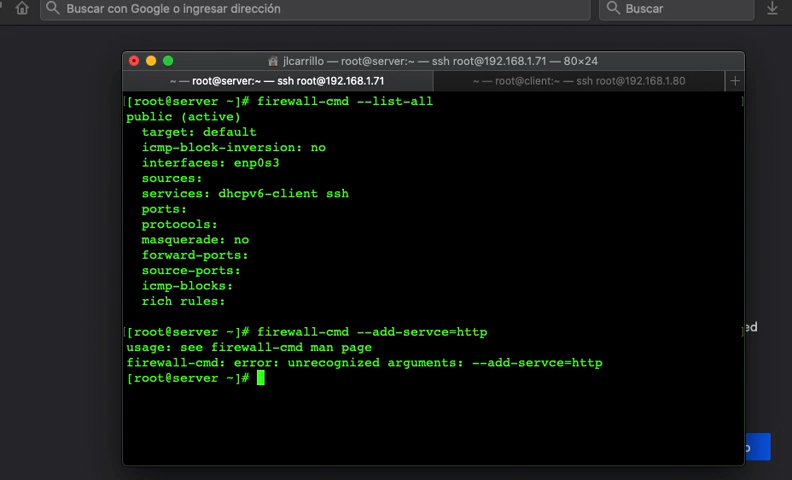 Buscar con Google o ingresar dirección
Buscar
jlcarrillo — root@server:~ — ssh root@192.168.1.71 — 80×24
~ — root@server:~ — ssh root@192.168.1.71
~ — root@client:~ — ssh root@192.168.1.80
[[root@server ~]# firewall-cmd --list-all
public (active)
target: default
icmp-block-inversion: no
interfaces: enp0s3
sources:
services: dhcpv6-client ssh
ports:
protocols:
masquerade: no
forward-ports:
source-ports:
icmp-blocks:
rich rules:
[[root@server ~]# firewall-cmd --add-servce=http
usage: see firewall-cmd man page
firewall-cmd: error: unrecognized arguments: --add-servce=http
[root@server ~]#